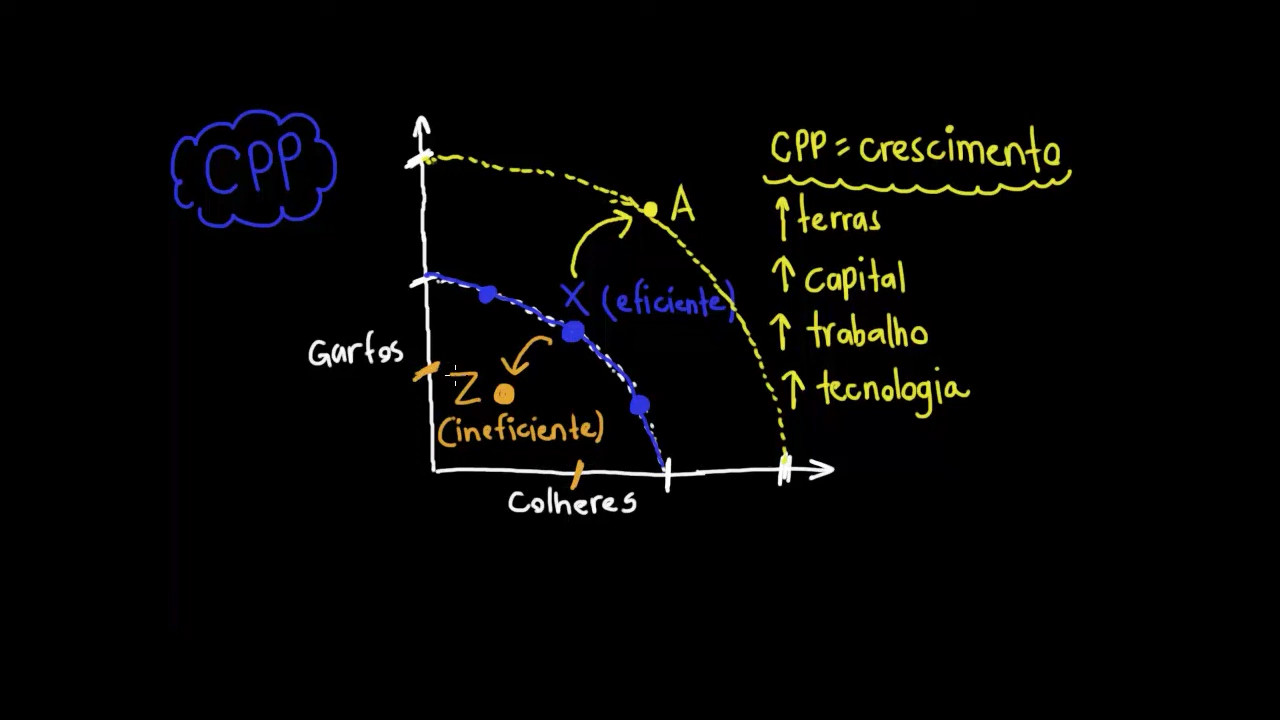 CPP
CPP = crescimento
↑ terras
↑ capital
↑ trabalho
↑ tecnologia
A
X (eficiente)
Garfos
Z
(ineficiente)
Colheres